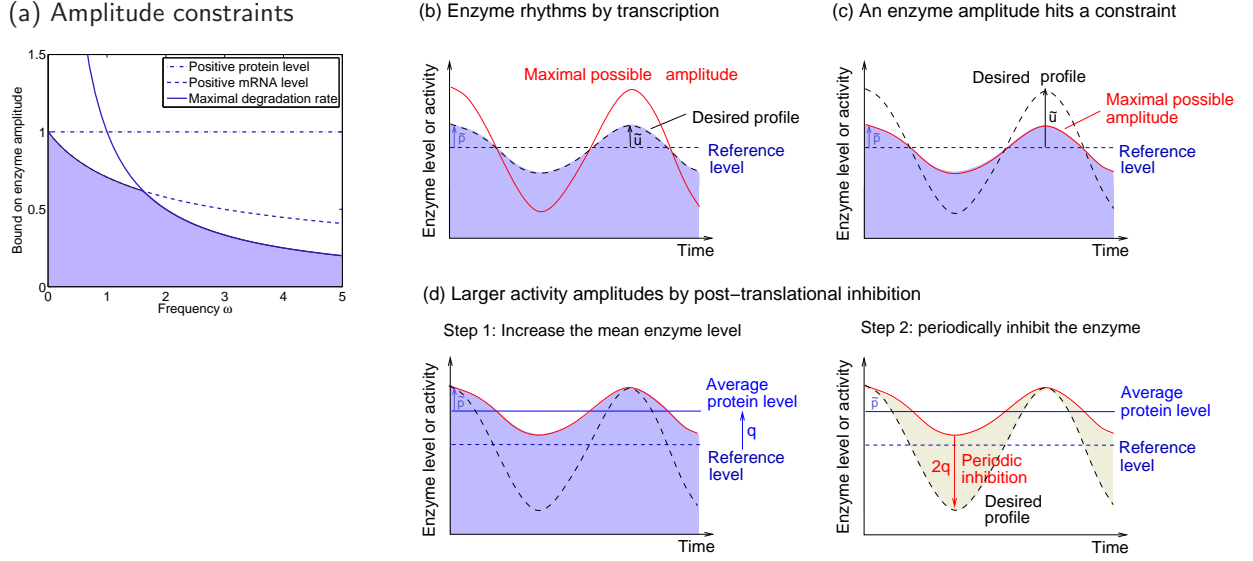 (a) Amplitude constraints
1.5
1
0.5
0
0
1
2
3
4
5
Bound on enzyme amplitude
Frequency ω
Positive protein level
Positive mRNA level
Maximal degradation rate
(b) Enzyme rhythms by transcription
Enzyme level or activity
Maximal possible amplitude
Desired profile
p̃
ũ
Reference
level
Time
(c) An enzyme amplitude hits a constraint
Enzyme level or activity
Desired profile
Maximal possible
amplitude
p̃
ũ
Reference
level
Time
(d) Larger activity amplitudes by post−translational inhibition
Step 1: Increase the mean enzyme level
Enzyme level or activity
p̃
Average
protein level
q
Reference
level
Time
Step 2: periodically inhibit the enzyme
Enzyme level or activity
p̃
Average
protein level
Reference
level
2q
Periodic
inhibition
Desired
profile
Time